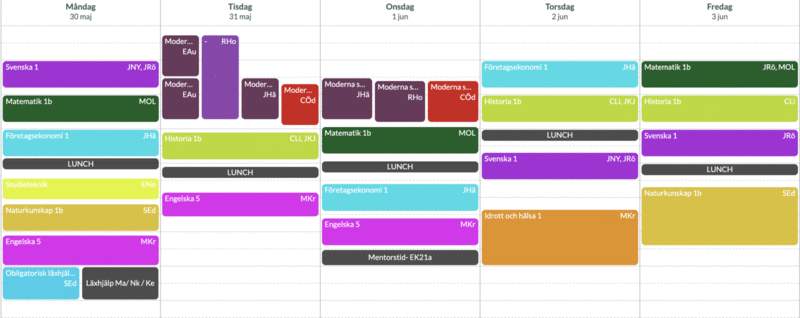 Måndag
30 maj
Tisdag
31 maj
Onsdag
1 jun
Torsdag
2 jun
Fredag
3 jun
Svenska 1 JNY, JRö
Matematik 1b MOL
Företagsekonomi 1 JHä
LUNCH
Studieteknik ENo
Naturkunskap 1b SEd
Engelska 5 MKr
Obligatorisk läxhjäl... SEd
Läxhjälp Ma/ Nk / Ke
Moder... EAu
- RHo
Moder... EAu
Moder... JHä
Mode... CÖd
Historia 1b CLI, JKJ
LUNCH
Engelska 5 MKr
Moderna s... JHä
Moderna s... RHo
Moderna s... CÖd
Matematik 1b MOL
LUNCH
Företagsekonomi 1 JHä
Engelska 5 MKr
Mentorstid- EK21a
Företagsekonomi 1 JHä
Historia 1b CLI, JKJ
LUNCH
Svenska 1 JNY, JRö
Idrott och hälsa 1 MKr
Matematik 1b JRö, MOL
Historia 1b CLI
Svenska 1 JRö
LUNCH
Naturkunskap 1b SEd